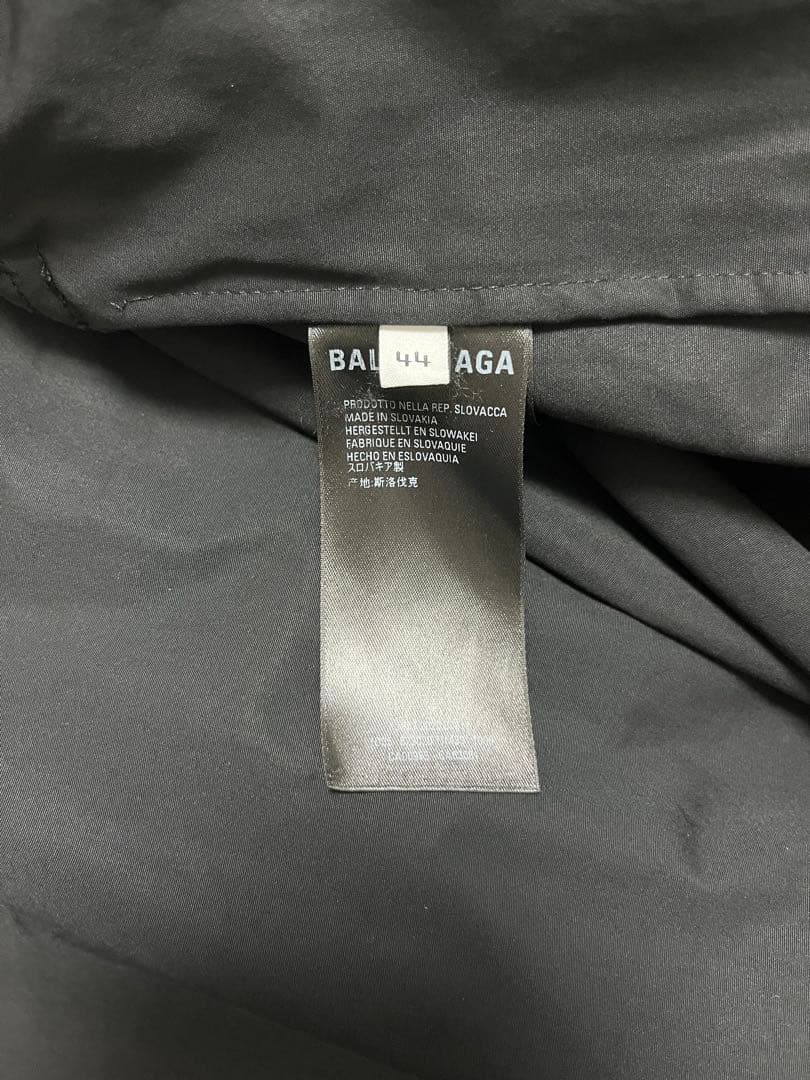 BAL 44 AGA
PRODOTTO NELLA REP. SLOVACCA
MADE IN SLOVAKIA
HERGESTELLT EN SLOWAKEI
FABRIQUE EN SLOVAQUIE
HECHO EN ESLOVAQUIA
スロバキア製
产地:斯洛伐克